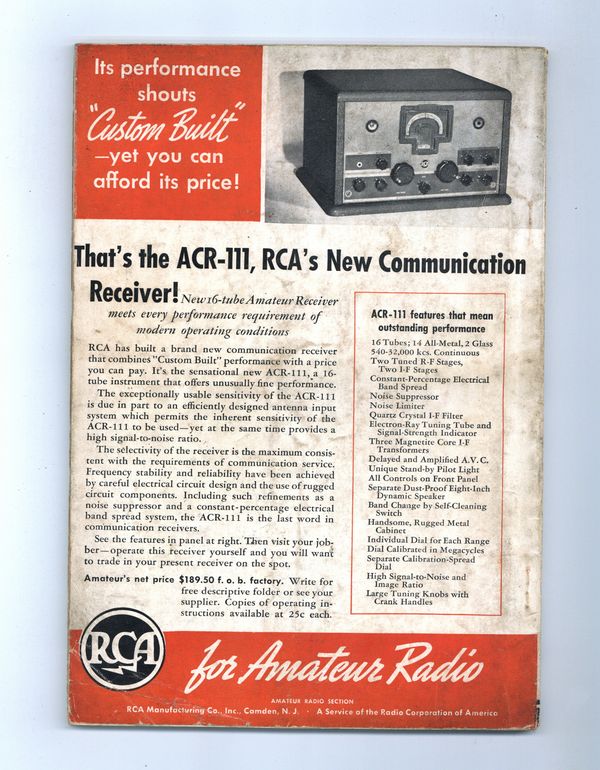 Its performance
shouts
"Custom Built"
—yet you can
afford its price!
That's the ACR-111, RCA's New Communication
Receiver! New 16-tube Amateur Receiver
meets every performance requirement of
modern operating conditions
RCA has built a brand new communication receiver
that combines "Custom Built" performance with a price
you can pay. It's the sensational new ACR-111, a 16-
tube instrument that offers unusually fine performance.
The exceptionally usable sensitivity of the ACR-111
is due in part to an efficiently designed antenna input
system which permits the inherent sensitivity of the
ACR-111 to be used—yet at the same time provides a
high signal-to-noise ratio.
The selectivity of the receiver is the maximum consis-
tent with the requirements of communication service.
Frequency stability and reliability have been achieved
by careful electrical circuit design and the use of rugged
circuit components. Including such refinements as a
noise suppressor and a constant-percentage electrical
band spread system, the ACR-111 is the last word in
communication receivers.
See the features in panel at right. Then visit your job-
ber—operate this receiver yourself and you will want
to trade in your present receiver on the spot.
Amateur's net price $189.50 f. o. b. factory. Write for
free descriptive folder or see your
supplier. Copies of operating in-
structions available at 25c each.
ACR-111 features that mean
outstanding performance
16 Tubes; 14 All-Metal, 2 Glass
540-32,000 kcs. Continuous
Two Tuned R-F Stages,
Two I-F Stages
Constant-Percentage Electrical
Band Spread
Noise Suppressor
Noise Limiter
Quartz Crystal I-F Filter
Electron-Ray Tuning Tube and
Signal-Strength Indicator
Three Magnetite Core I-F
Transformers
Delayed and Amplified A.V.C.
Unique Stand-by Pilot Light
All Controls on Front Panel
Separate Dust-Proof Eight-Inch
Dynamic Speaker
Band Change by Self-Cleaning
Switch
Handsome, Rugged Metal
Cabinet
Individual Dial for Each Range
Dial Calibrated in Megacycles
Separate Calibration-Spread
Dial
High Signal-to-Noise and
Image Ratio
Large Tuning Knobs with
Crank Handles
RCA
for Amateur Radio
AMATEUR RADIO SECTION
RCA Manufacturing Co., Inc., Camden, N. J. · A Service of the Radio Corporation of America